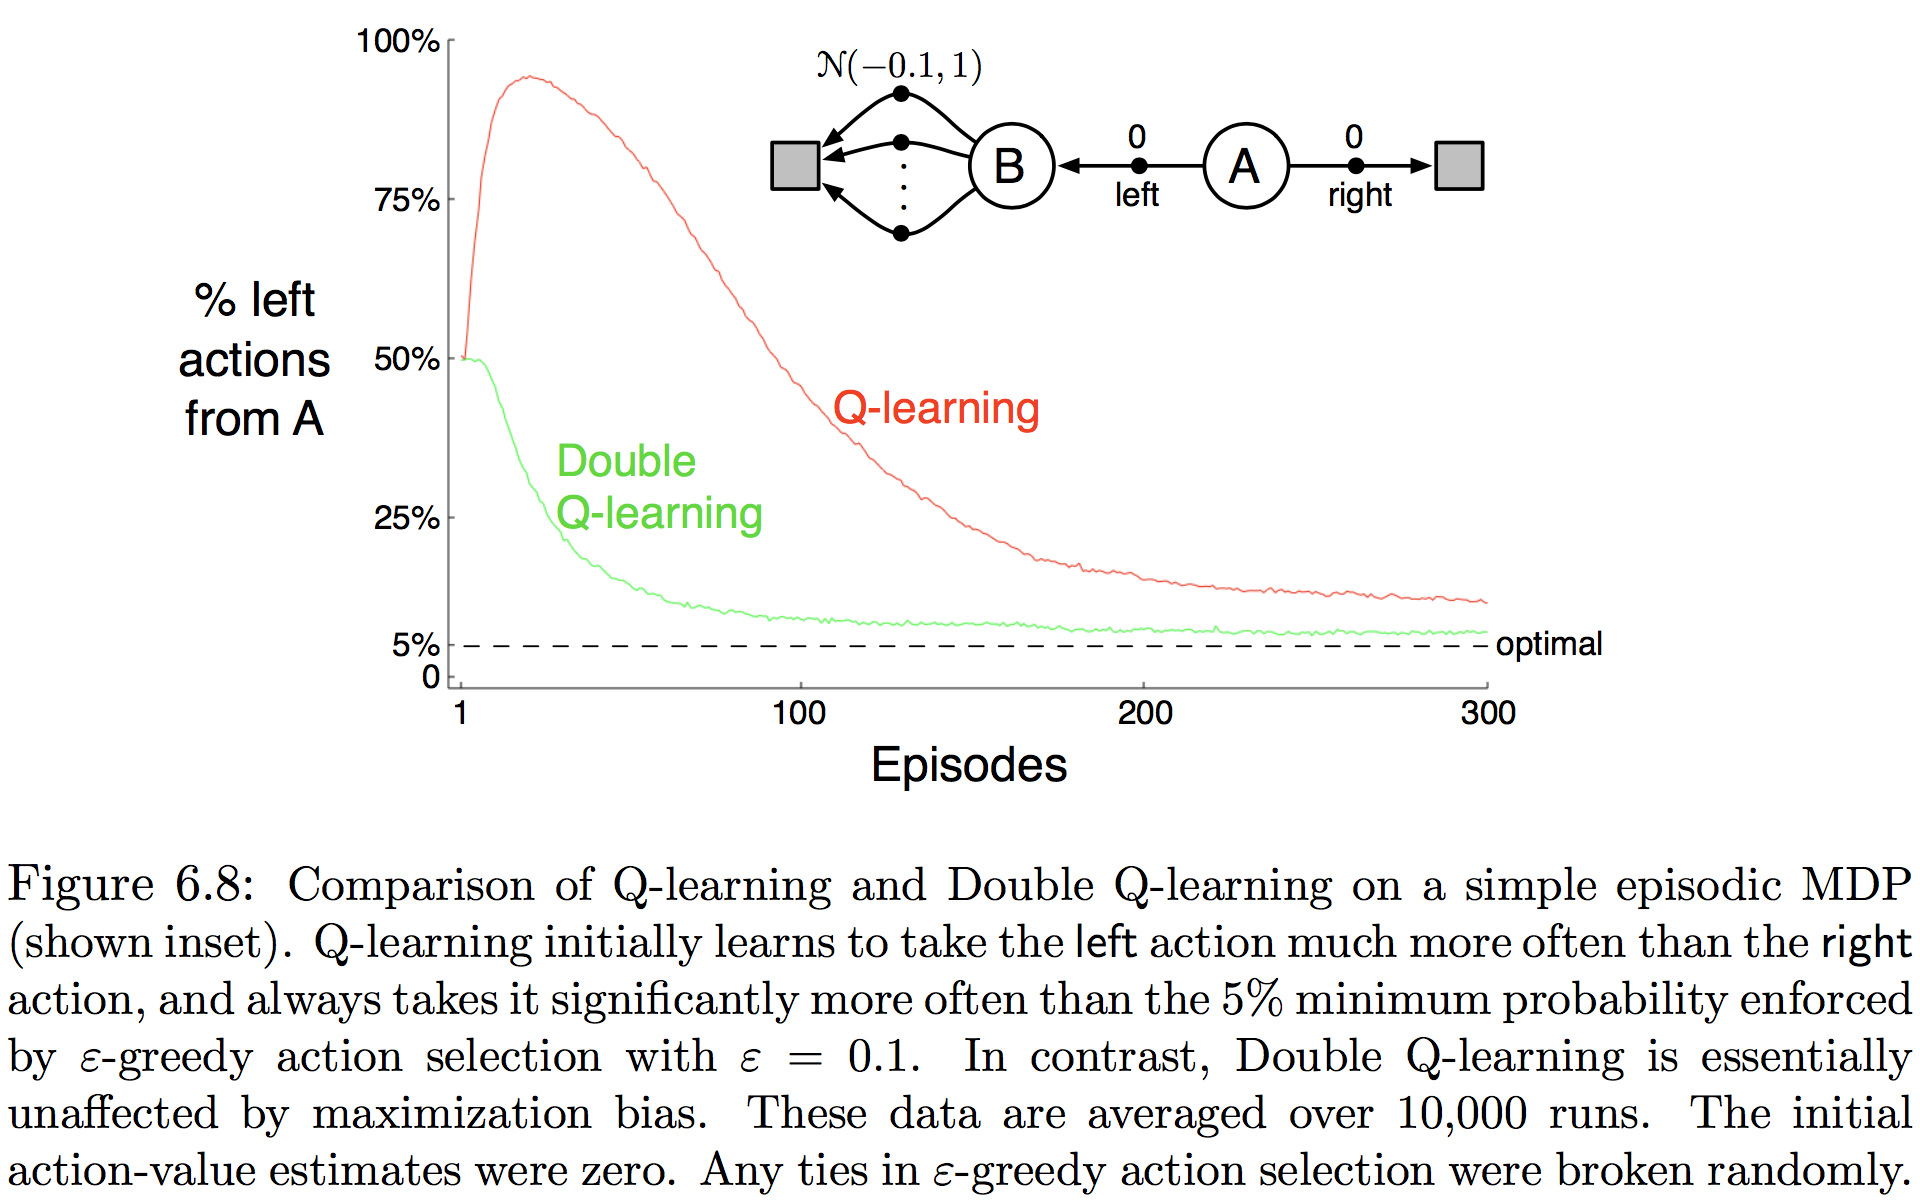 100%
75%
50%
25%
5%
0
% left
actions
from A
𝒩(−0.1, 1)
B
0
left
A
0
right
Q-learning
Double
Q-learning
optimal
1
100
200
300
Episodes
Figure 6.8: Comparison of Q-learning and Double Q-learning on a simple episodic MDP
(shown inset). Q-learning initially learns to take the left action much more often than the right
action, and always takes it significantly more often than the 5% minimum probability enforced
by ε-greedy action selection with ε = 0.1. In contrast, Double Q-learning is essentially
unaffected by maximization bias. These data are averaged over 10,000 runs. The initial
action-value estimates were zero. Any ties in ε-greedy action selection were broken randomly.